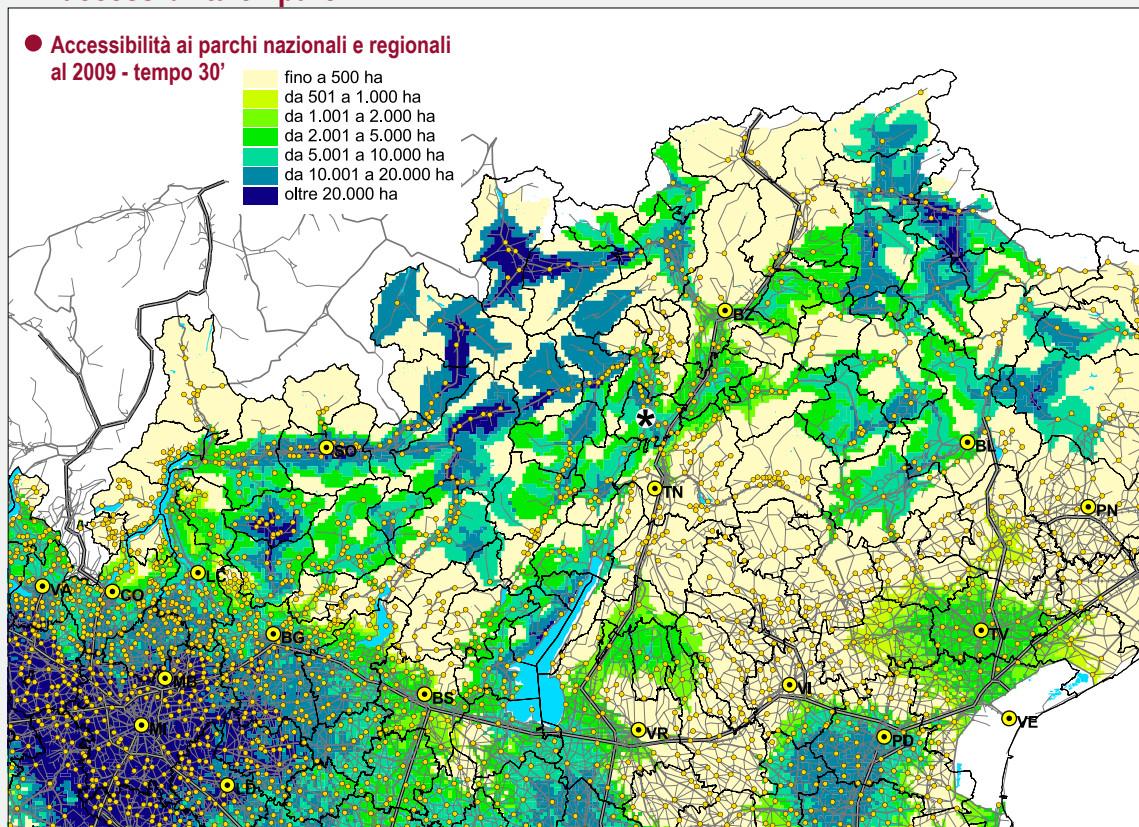 Accessibilità ai parchi nazionali e regionali
al 2009 - tempo 30'
fino a 500 ha
da 501 a 1.000 ha
da 1.001 a 2.000 ha
da 2.001 a 5.000 ha
da 5.001 a 10.000 ha
da 10.001 a 20.000 ha
oltre 20.000 ha
BZ
*
SO
BL
TN
PN
LC
VA
CO
BG
TV
MB
VI
BS
VE
MI
VR
PD
LD